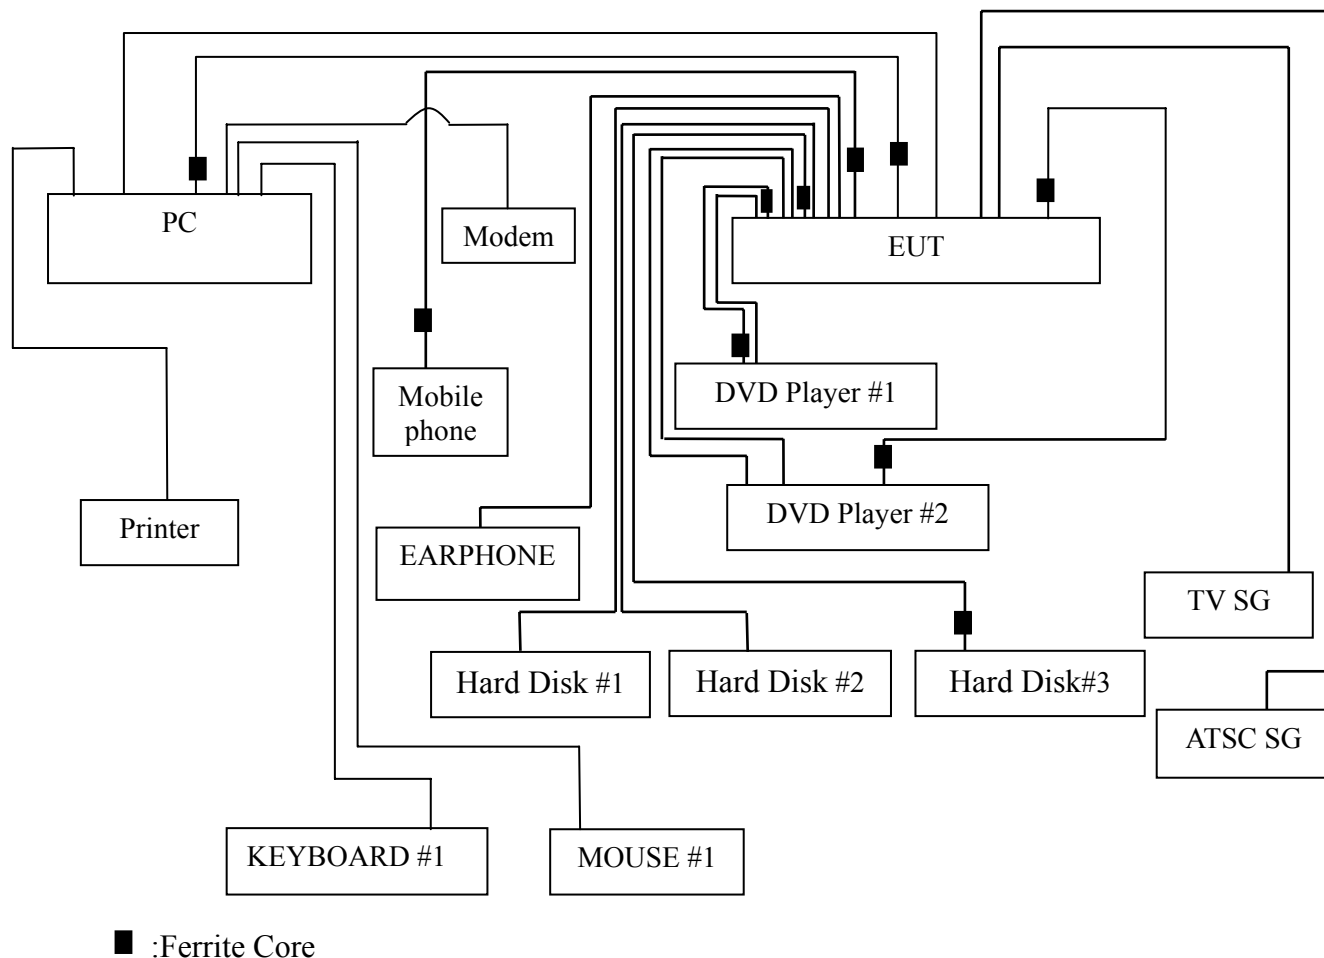 PC
Modem
EUT
Mobile
phone
DVD Player #1
Printer
EARPHONE
DVD Player #2
TV SG
Hard Disk #1
Hard Disk #2
Hard Disk#3
ATSC SG
KEYBOARD #1
MOUSE #1
:Ferrite Core